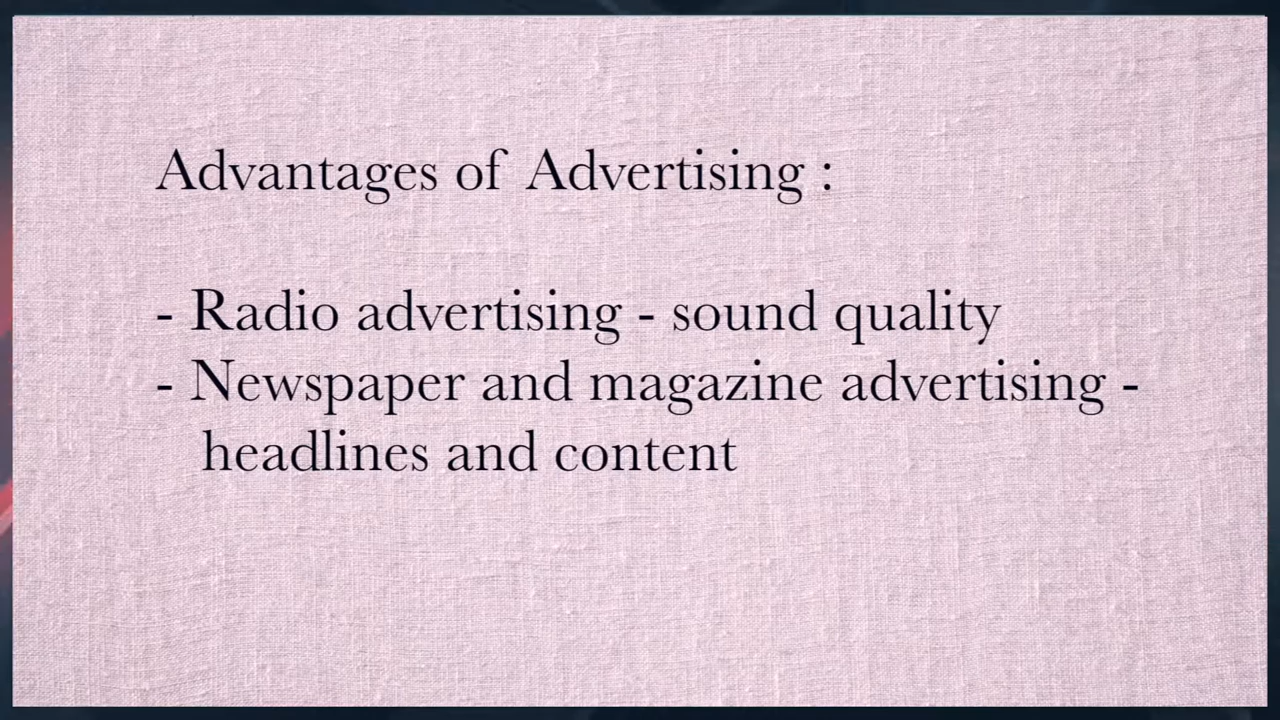 Advantages of Advertising :
- Radio advertising - sound quality
- Newspaper and magazine advertising -
headlines and content